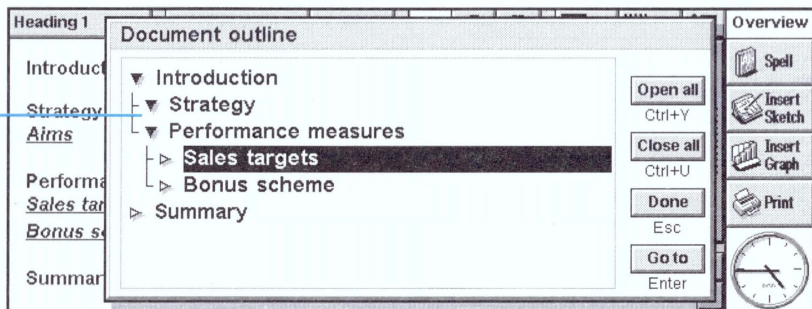 Heading 1
Overview
Document outline
Introduct
Strategy
Aims
Performa
Sales tar
Bonus s
Summar
Introduction
Strategy
Performance measures
Sales targets
Bonus scheme
Summary
Open all
Ctrl+Y
Close all
Ctrl+U
Done
Esc
Go to
Enter
Spell
Insert
Sketch
Insert
Graph
Print